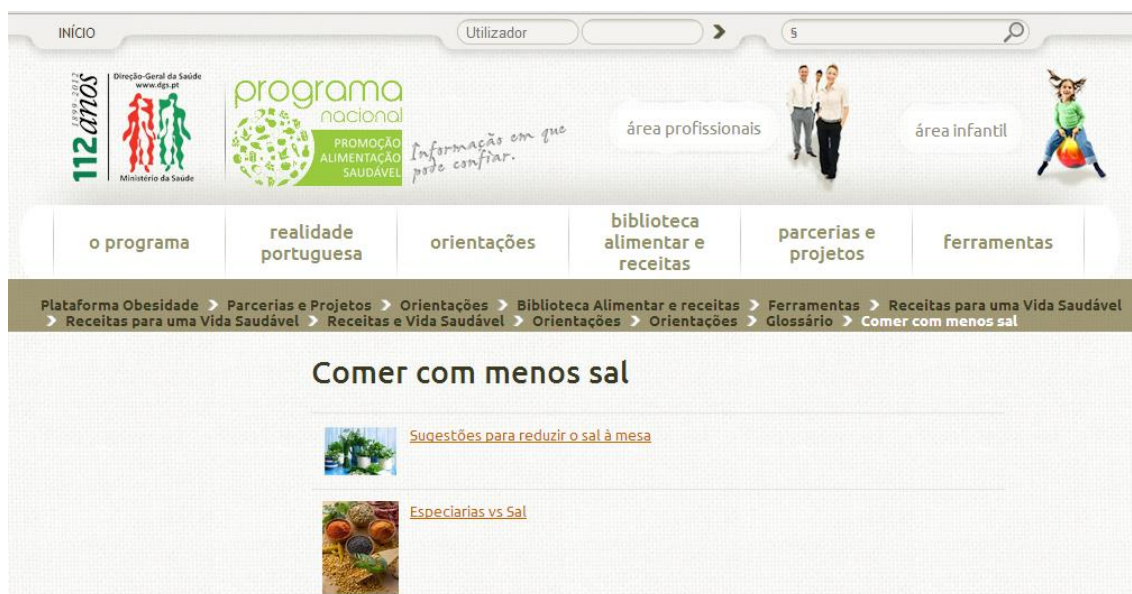 INÍCIO
Utilizador
§
1899-2012
112 anos
Direção-Geral da Saúde
www.dgs.pt
Ministério da Saúde
programa
nacional
PROMOÇÃO
ALIMENTAÇÃO
SAUDÁVEL
Informação em que
pode confiar.
área profissionais
área infantil
o programa
realidade
portuguesa
orientações
biblioteca
alimentar e
receitas
parcerias e
projetos
ferramentas
Plataforma Obesidade > Parcerias e Projetos > Orientações > Biblioteca Alimentar e receitas > Ferramentas > Receitas para uma Vida Saudável
> Receitas para uma Vida Saudável > Receitas e Vida Saudável > Orientações > Orientações > Glossário > Comer com menos sal
Comer com menos sal
Sugestões para reduzir o sal à mesa
Especiarias vs Sal